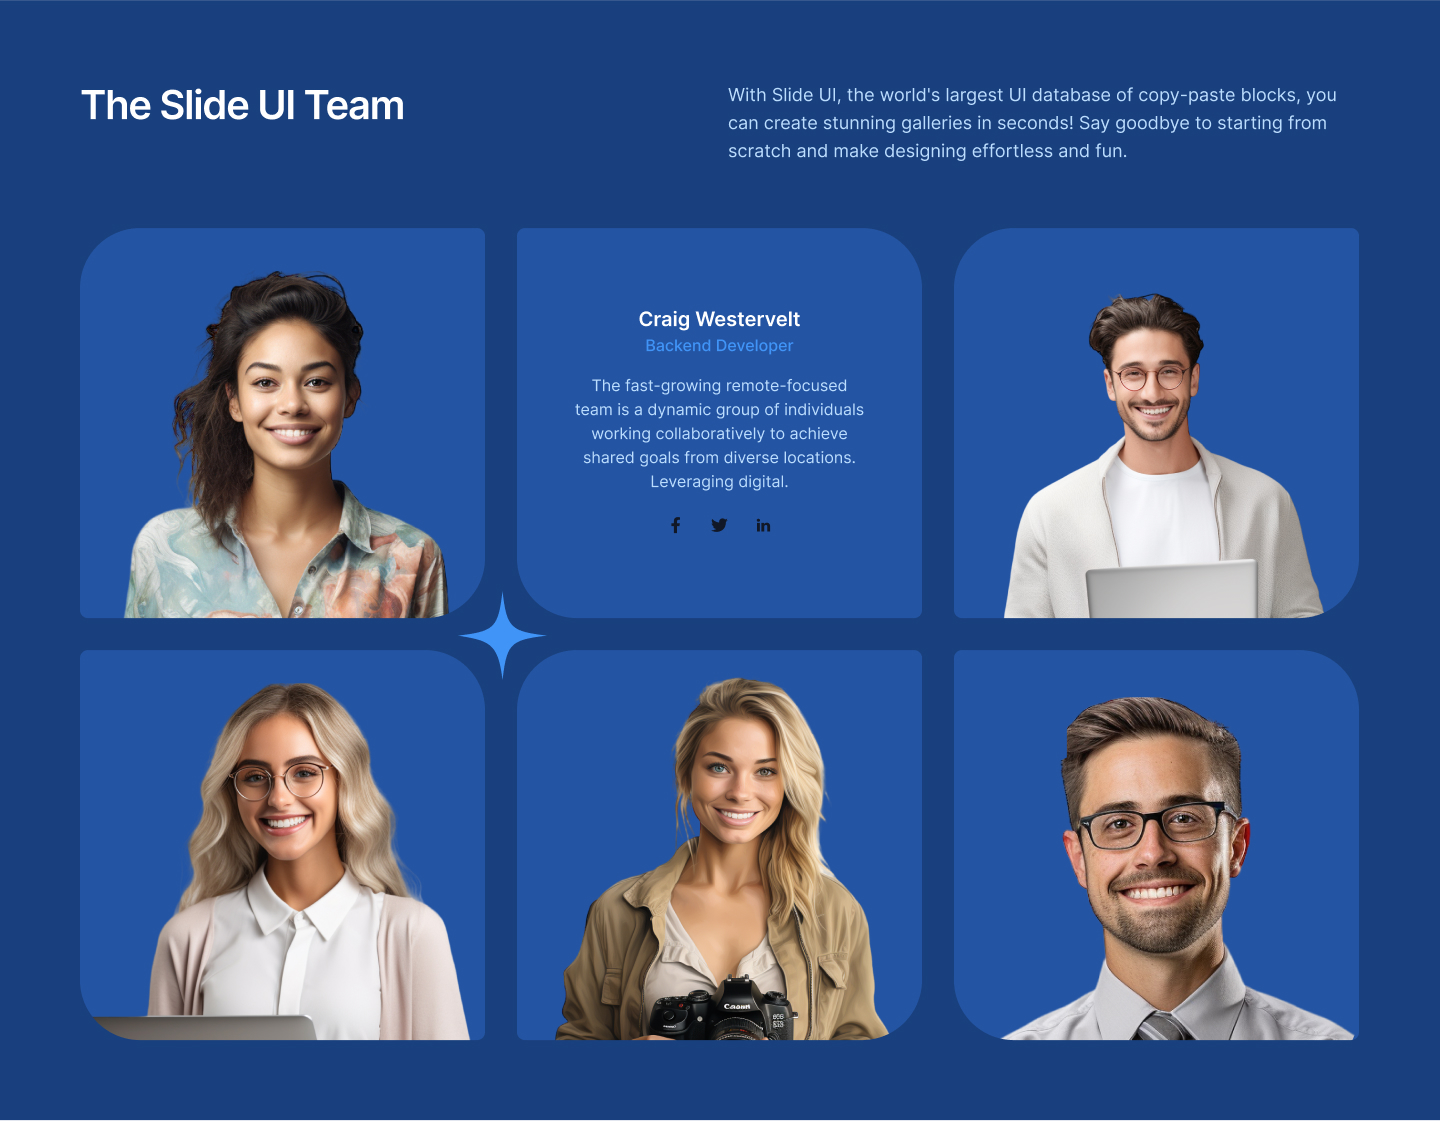 The Slide UI Team
With Slide UI, the world's largest UI database of copy-paste blocks, you
can create stunning galleries in seconds! Say goodbye to starting from
scratch and make designing effortless and fun.
Craig Westervelt
Backend Developer
The fast-growing remote-focused
team is a dynamic group of individuals
working collaboratively to achieve
shared goals from diverse locations.
Leveraging digital.
in
Canon
EOS